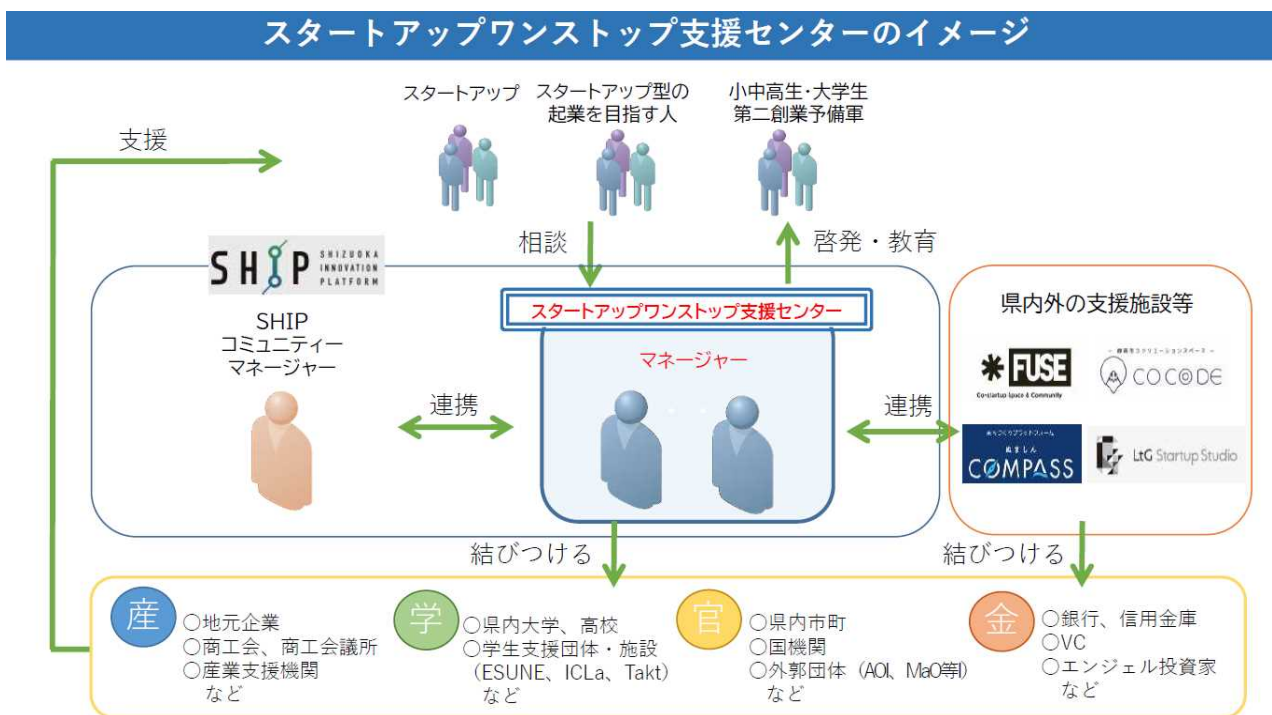 スタートアップワンストップ支援センターのイメージ
スタートアップ
スタートアップ型の
起業を目指す人
小中高生・大学生
第二創業予備軍
支援
相談
啓発・教育
SHIP
SHIZUOKA
INNOVATION
PLATFORM
SHIP
コミュニティー
マネージャー
スタートアップワンストップ支援センター
マネージャー
連携
連携
県内外の支援施設等
FUSE
Co-startup Space & Community
COCODE
ぬましん
COMPASS
LtG Startup Studio
結びつける
結びつける
産
○地元企業
○商工会、商工会議所
○産業支援機関
など
学
○県内大学、高校
○学生支援団体・施設
(ESUNE、ICLa、Takt)
など
官
○県内市町
○国機関
○外郭団体（AOI、MaO等I）
など
金
○銀行、信用金庫
○VC
○エンジェル投資家
など